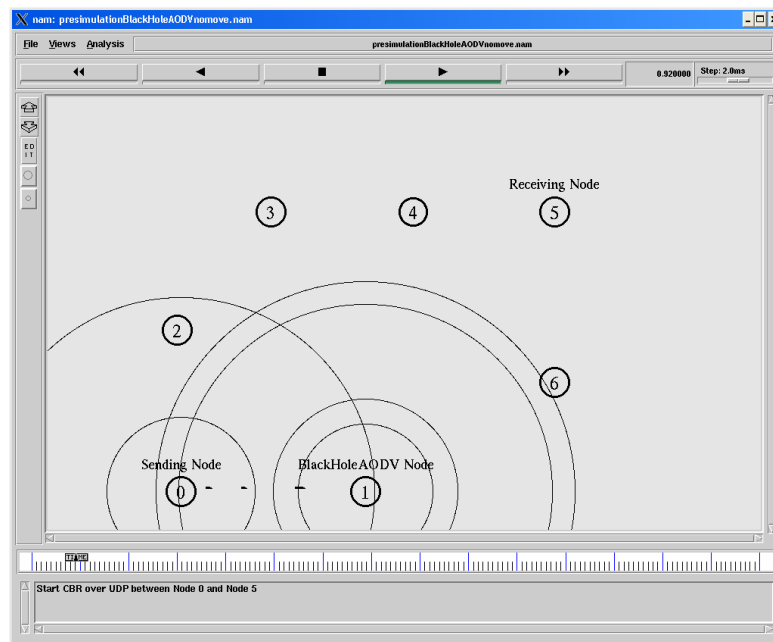 nam: presimulationBlackHoleAODVnomove.nam
File Views Analysis presimulationBlackHoleAODVnomove.nam
0.920000 Step: 2.0ms
ED
IT
Receiving Node
3 4 5
2
6
Sending Node BlackHoleAODV Node
0 1
TIME
Start CBR over UDP between Node 0 and Node 5